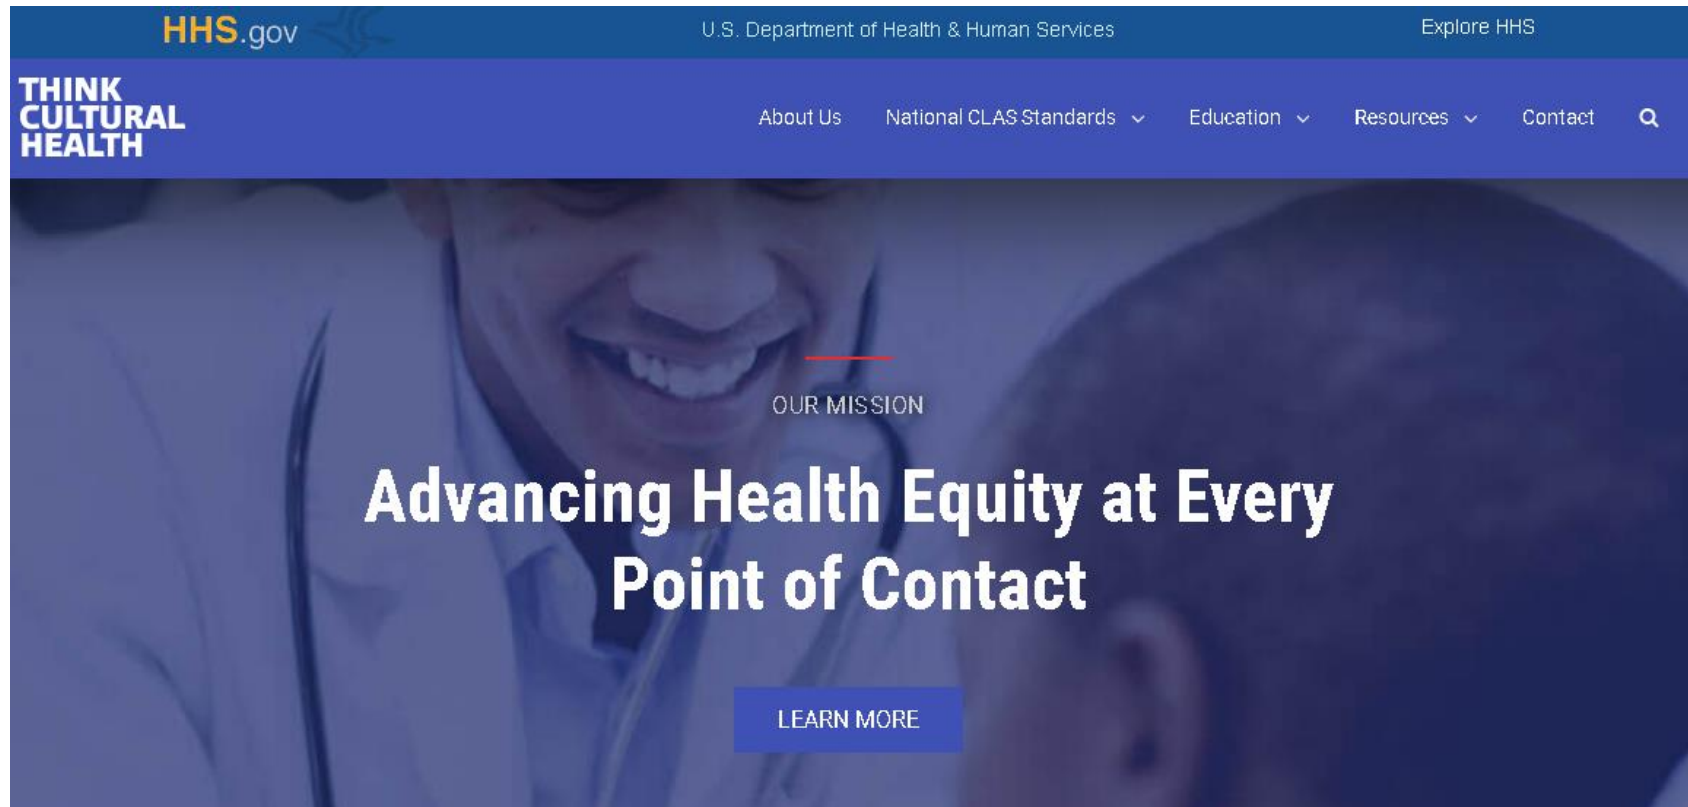 HHS.gov
U.S. Department of Health & Human Services
Explore HHS
THINK
CULTURAL
HEALTH
About Us
National CLAS Standards
Education
Resources
Contact
OUR MISSION
Advancing Health Equity at Every
Point of Contact
LEARN MORE